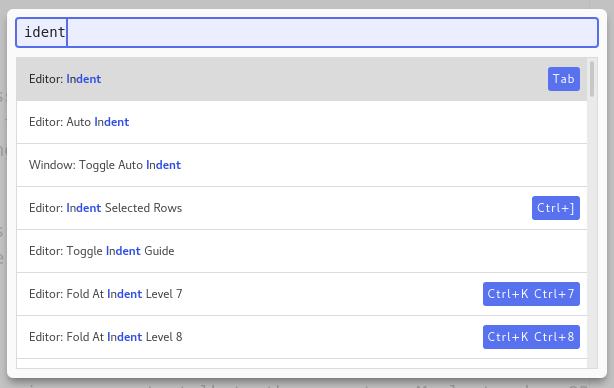 ident
Editor: Indent Tab
Editor: Auto Indent
Window: Toggle Auto Indent
Editor: Indent Selected Rows Ctrl+]
Editor: Toggle Indent Guide
Editor: Fold At Indent Level 7 Ctrl+K Ctrl+7
Editor: Fold At Indent Level 8 Ctrl+K Ctrl+8